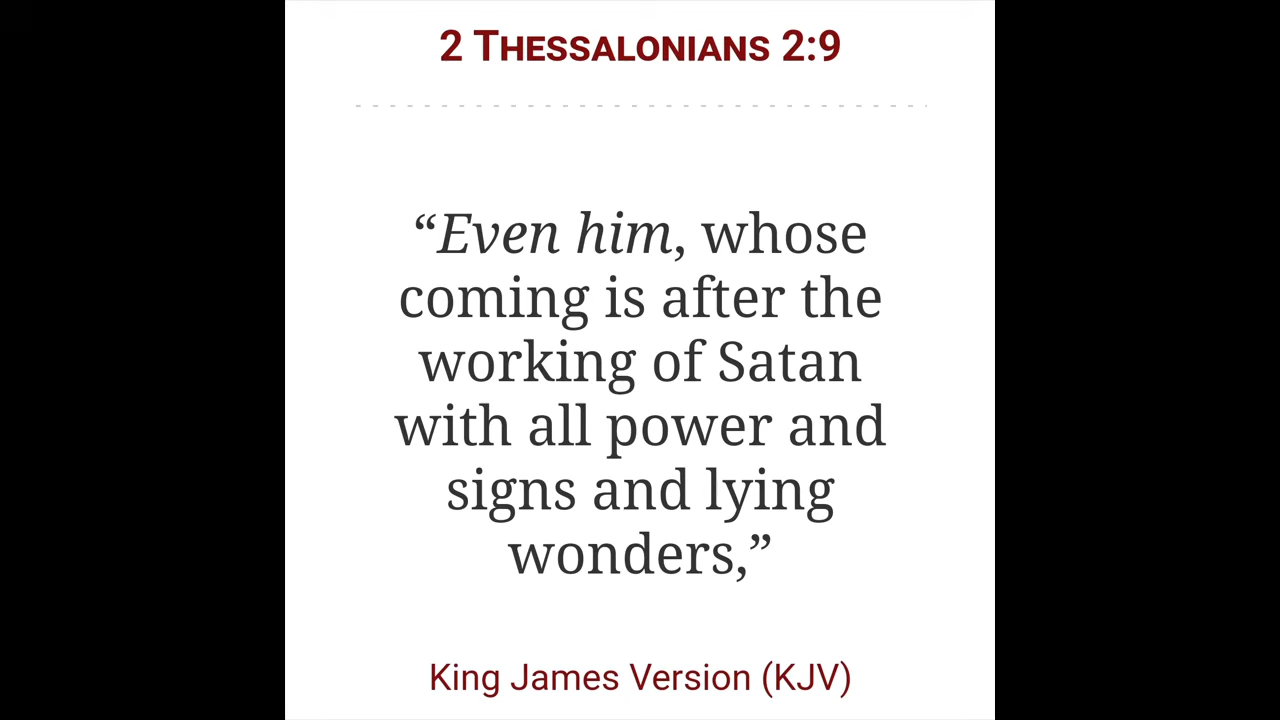 2 Thessalonians 2:9
“Even him, whose
coming is after the
working of Satan
with all power and
signs and lying
wonders,”
King James Version (KJV)